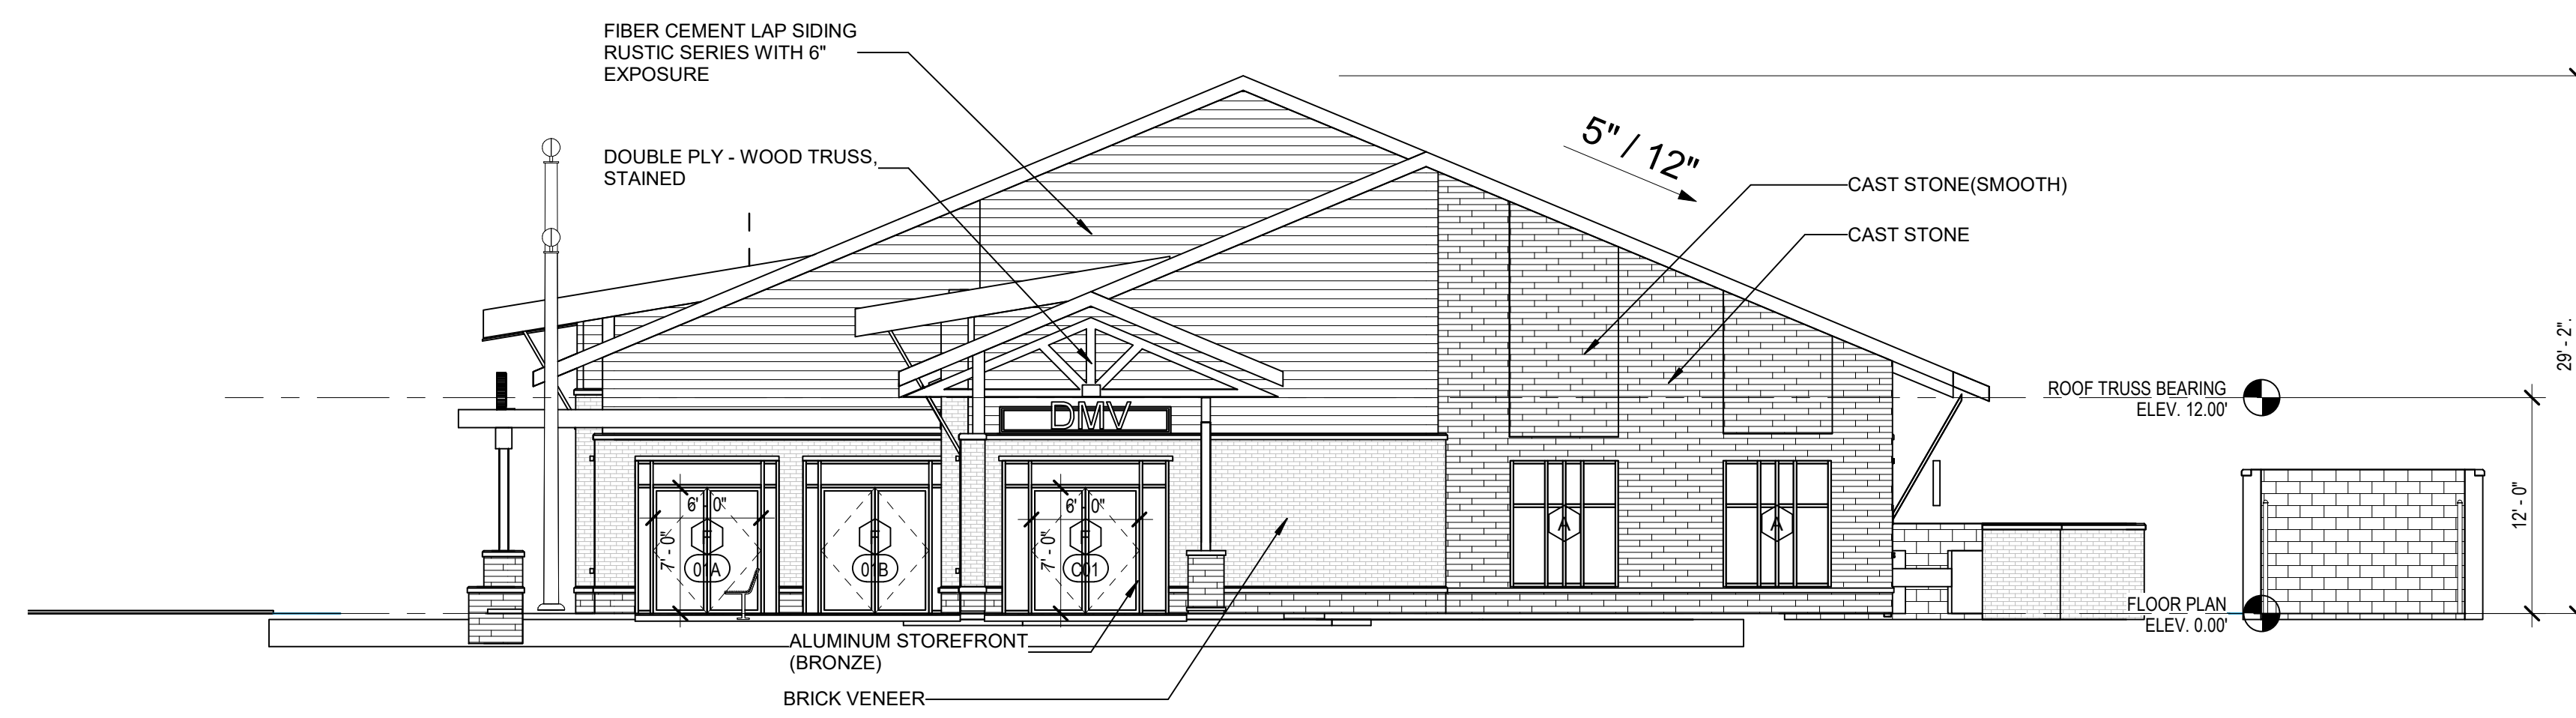 FIBER CEMENT LAP SIDING
RUSTIC SERIES WITH 6"
EXPOSURE
DOUBLE PLY - WOOD TRUSS,
STAINED
5" / 12"
CAST STONE(SMOOTH)
CAST STONE
29' - 2".
ROOF TRUSS BEARING
ELEV. 12.00'
DMV
12' - 0"
6' - 0"
7' - 0"
F
01A
F
01B
6' - 0"
7' - 0"
F
C01
A
A
FLOOR PLAN
ELEV. 0.00'
ALUMINUM STOREFRONT
(BRONZE)
BRICK VENEER